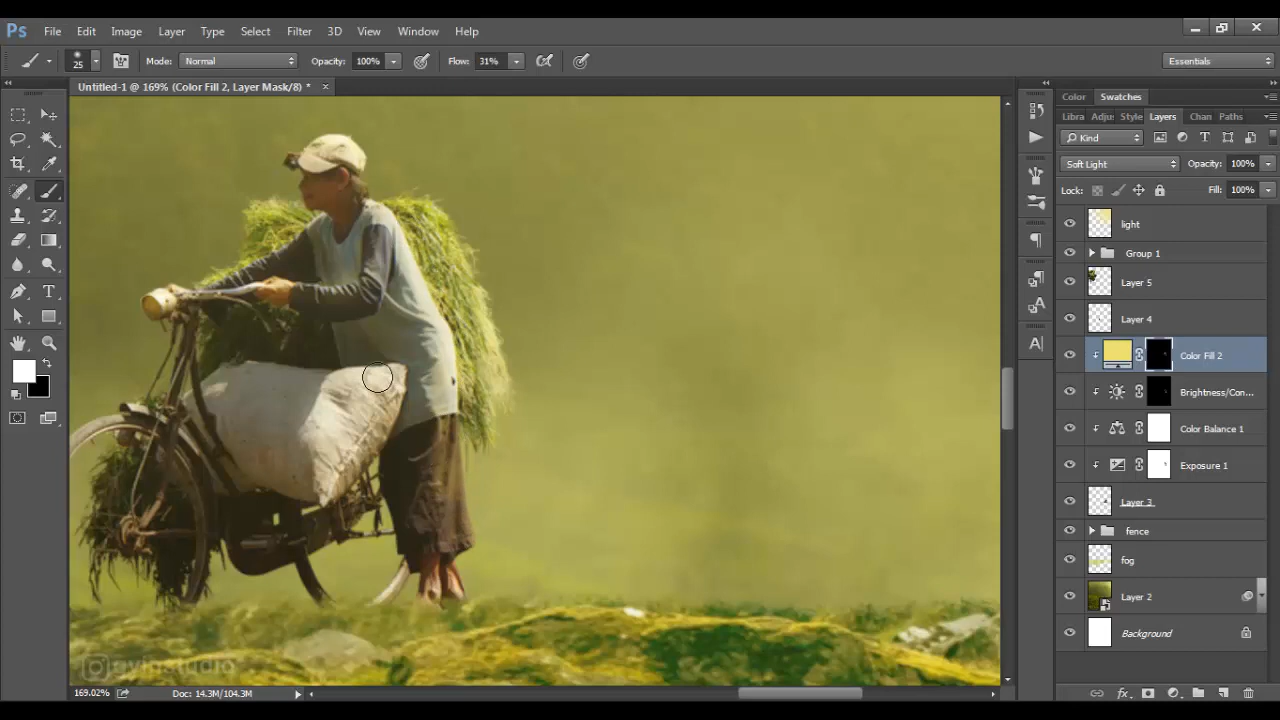 Ps File Edit Image Layer Type Select Filter 3D View Window Help
25 Mode: Normal Opacity: 100% Flow: 31% Essentials
Untitled-1 @ 169% (Color Fill 2, Layer Mask/8) *
Color Swatches
Libra Adju Style Layers Chan Paths
Kind
Soft Light Opacity: 100%
Lock: Fill: 100%
light
Group 1
Layer 5
Layer 4
Color Fill 2
Brightness/Con...
Color Balance 1
Exposure 1
Layer 3
fence
fog
Layer 2
Background
169.02% Doc: 14.3M/104.3M